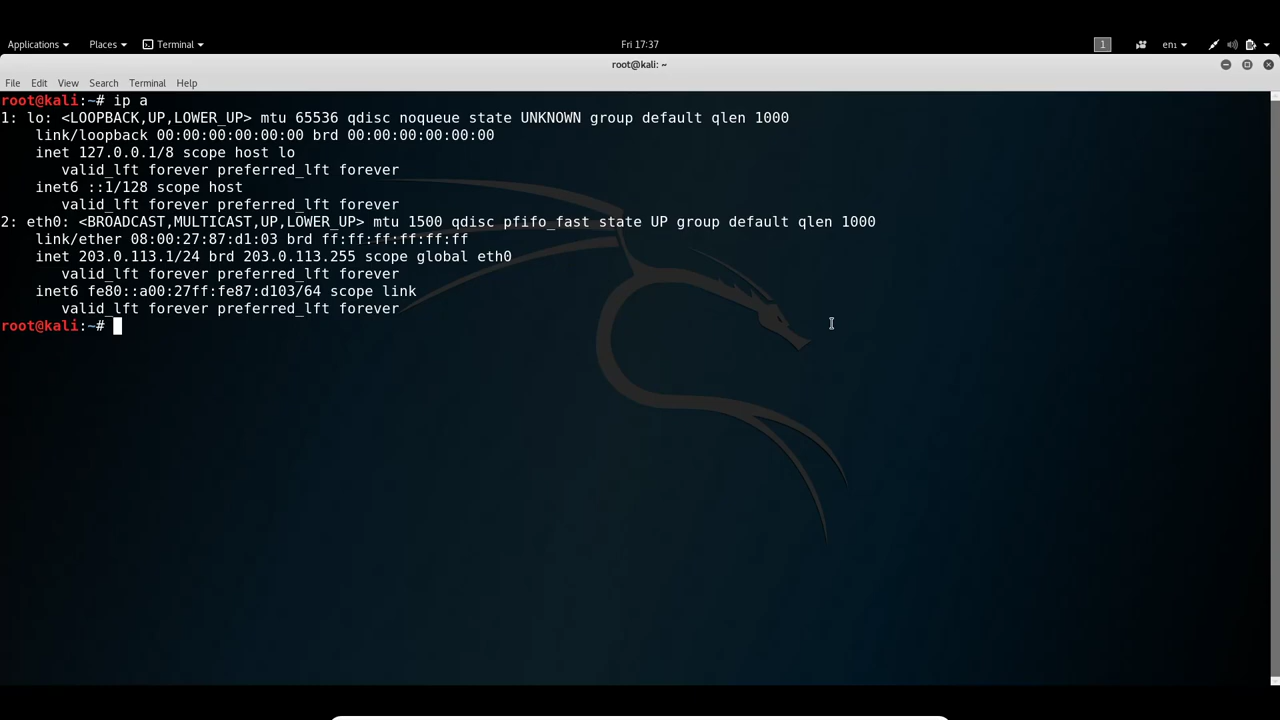 Applications Places Terminal Fri 17:37 1 en₁
root@kali: ~
File Edit View Search Terminal Help
root@kali:~# ip a
1: lo: <LOOPBACK,UP,LOWER_UP> mtu 65536 qdisc noqueue state UNKNOWN group default qlen 1000
    link/loopback 00:00:00:00:00:00 brd 00:00:00:00:00:00
    inet 127.0.0.1/8 scope host lo
       valid_lft forever preferred_lft forever
    inet6 ::1/128 scope host
       valid_lft forever preferred_lft forever
2: eth0: <BROADCAST,MULTICAST,UP,LOWER_UP> mtu 1500 qdisc pfifo_fast state UP group default qlen 1000
    link/ether 08:00:27:87:d1:03 brd ff:ff:ff:ff:ff:ff
    inet 203.0.113.1/24 brd 203.0.113.255 scope global eth0
       valid_lft forever preferred_lft forever
    inet6 fe80::a00:27ff:fe87:d103/64 scope link
       valid_lft forever preferred_lft forever
root@kali:~#